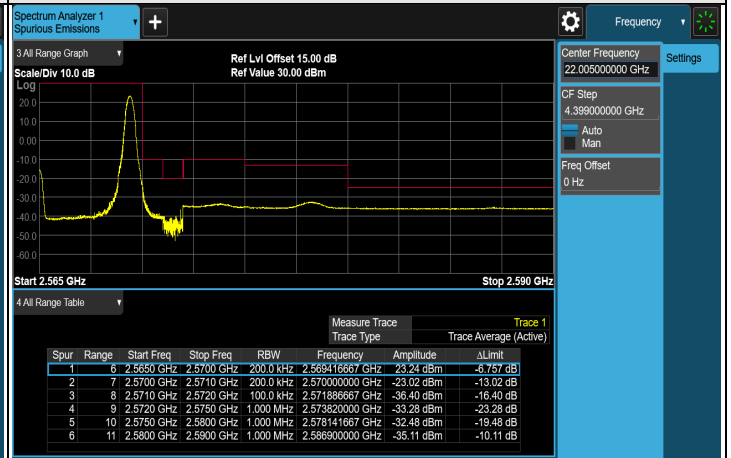 Spectrum Analyzer 1
Spurious Emissions
+
Frequency
3 All Range Graph
Ref Lvl Offset 15.00 dB
Scale/Div 10.0 dB
Ref Value 30.00 dBm
Center Frequency
22.005000000 GHz
Settings
Log
20.0
10.0
0.00
-10.0
-20.0
-30.0
-40.0
-50.0
-60.0
CF Step
4.399000000 GHz
Auto
Man
Freq Offset
0 Hz
Start 2.565 GHz Stop 2.590 GHz
4 All Range Table
Measure Trace Trace 1
Trace Type Trace Average (Active)
Spur Range Start Freq Stop Freq RBW Frequency Amplitude ΔLimit
1 6 2.5650 GHz 2.5700 GHz 200.0 kHz 2.569416667 GHz 23.24 dBm -6.757 dB
2 7 2.5700 GHz 2.5710 GHz 200.0 kHz 2.570000000 GHz -23.02 dBm -13.02 dB
3 8 2.5710 GHz 2.5720 GHz 100.0 kHz 2.571886667 GHz -36.40 dBm -16.40 dB
4 9 2.5720 GHz 2.5750 GHz 1.000 MHz 2.573820000 GHz -33.28 dBm -23.28 dB
5 10 2.5750 GHz 2.5800 GHz 1.000 MHz 2.578141667 GHz -32.48 dBm -19.48 dB
6 11 2.5800 GHz 2.5900 GHz 1.000 MHz 2.586900000 GHz -35.11 dBm -10.11 dB